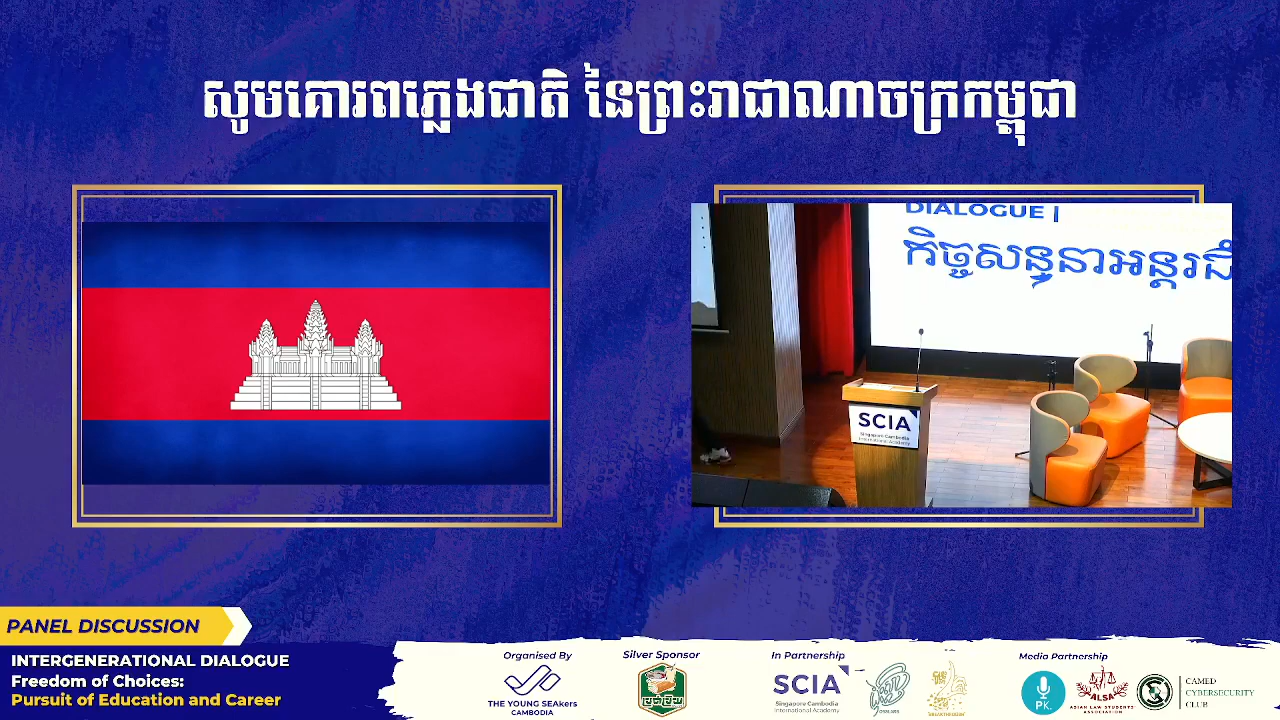 សូមគោរពភ្លេងជាតិ នៃព្រះរាជាណាចក្រកម្ពុជា
DIALOGUE |
កិច្ចសន្ទនាអន្តរជំ
SCIA
Singapore Cambodia
International Academy
PANEL DISCUSSION
INTERGENERATIONAL DIALOGUE
Freedom of Choices:
Pursuit of Education and Career
Organised By
THE YOUNG SEAkers
CAMBODIA
Silver Sponsor
In Partnership
SCIA
Singapore Cambodia
International Academy
Media Partnership
PK.
ALSA
ASIAN LAW STUDENTS'
ASSOCIATION
CAMED
CYBERSECURITY
CLUB